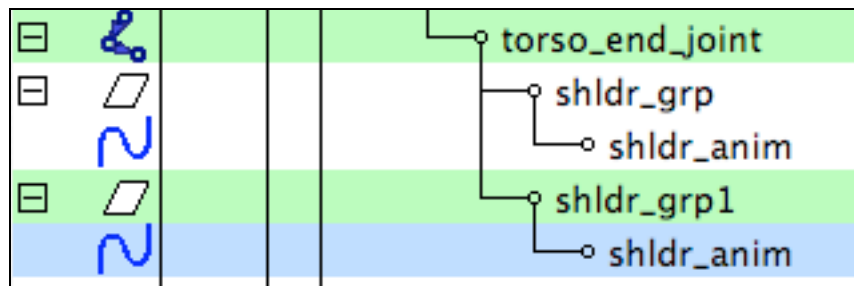 torso_end_joint
shldr_grp
shldr_anim
shldr_grp1
shldr_anim